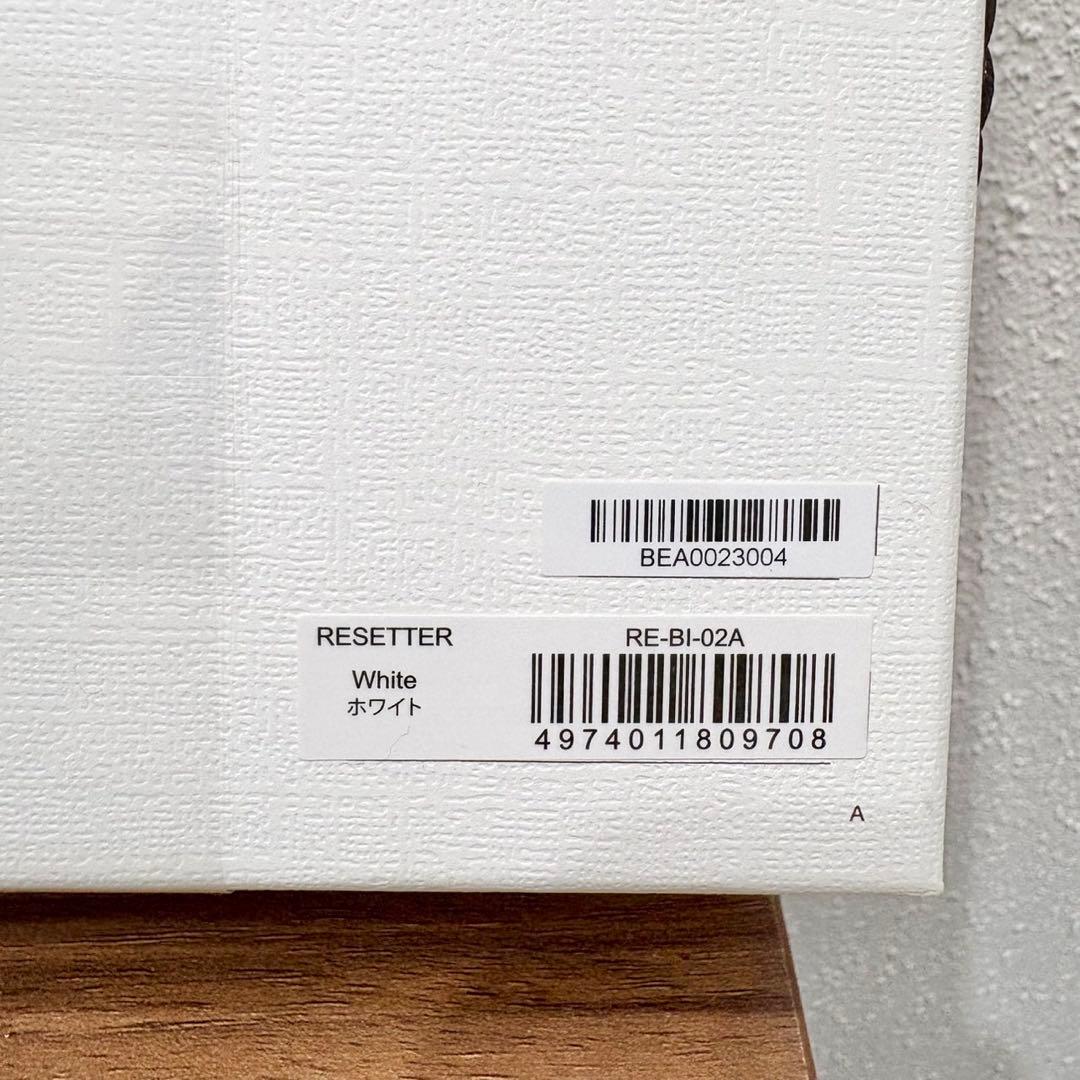 BEA0023004
RESETTER
White
ホワイト
RE-BI-02A
4974011809708
A